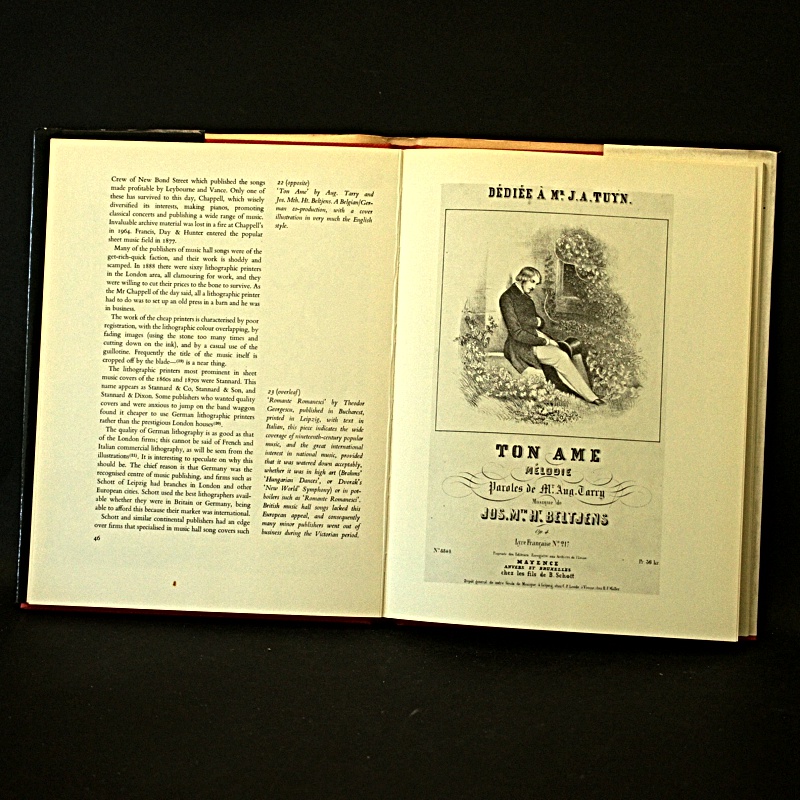 Crew of New Bond Street which published the songs
made profitable by Leybourne and Vance. Only one of
these has survived to this day, Chappell, which wisely
diversified its interests, making pianos, promoting
classical concerts and publishing a wide range of music.
Invaluable archive material was lost in a fire at Chappell's
in 1964. Francis, Day & Hunter entered the popular
sheet music field in 1877.
Many of the publishers of music hall songs were of the
get-rich-quick faction, and their work is shoddy and
scamped. In 1888 there were sixty lithographic printers
in the London area, all clamouring for work, and they
were willing to cut their prices to the bone to survive. As
the Mr Chappell of the day said, all a lithographic printer
had to do was to set up an old press in a barn and he was
in business.
The work of the cheap printers is characterised by poor
registration, with the lithographic colour overlapping, by
fading images (using the stone too many times and
cutting down on the ink), and by a casual use of the
guillotine. Frequently the title of the music itself is
cropped off by the blade—(19) is a near thing.
The lithographic printers most prominent in sheet
music covers of the 1860s and 1870s were Stannard. This
name appears as Stannard & Co, Stannard & Son, and
Stannard & Dixon. Some publishers who wanted quality
covers and were anxious to jump on the band waggon
found it cheaper to use German lithographic printers
rather than the prestigious London houses(20).
The quality of German lithography is as good as that
of the London firms; this cannot be said of French and
Italian commercial lithography, as will be seen from the
illustrations(21). It is interesting to speculate on why this
should be. The chief reason is that Germany was the
recognised centre of music publishing, and firms such as
Schott of Leipzig had branches in London and other
European cities. Schott used the best lithographers avail-
able whether they were in Britain or Germany, being
able to afford this because their market was international.
Schott and similar continental publishers had an edge
over firms that specialised in music hall song covers such
46
22 (opposite)
'Ton Ame' by Aug. Tarry and
Jos. Mth. Ht. Beltjens. A Belgian/Ger-
man co-production, with a cover
illustration in very much the English
style.
23 (overleaf)
'Romante Romanesci' by Theodor
Georgescu, published in Bucharest,
printed in Leipzig, with text in
Italian, this piece indicates the wide
coverage of nineteenth-century popular
music, and the great international
interest in national music, provided
that it was watered down acceptably,
whether it was in high art (Brahms'
'Hungarian Dances', or Dvorak's
'New World' Symphony) or in pot-
boilers such as 'Romante Romanesci'.
British music hall songs lacked this
European appeal, and consequently
many minor publishers went out of
business during the Victorian period.
DÉDIÉE À Mr. J.A. TUYN.
TON AME
MÉLODIE
Paroles de Mr. Aug. Tarry
Musique de
JOS. Mth. Ht. BELTJENS
Op. 4
Lyre Française No. 217
MAYENCE
ANVERS ET BRUXELLES
chez les fils de B. Schott